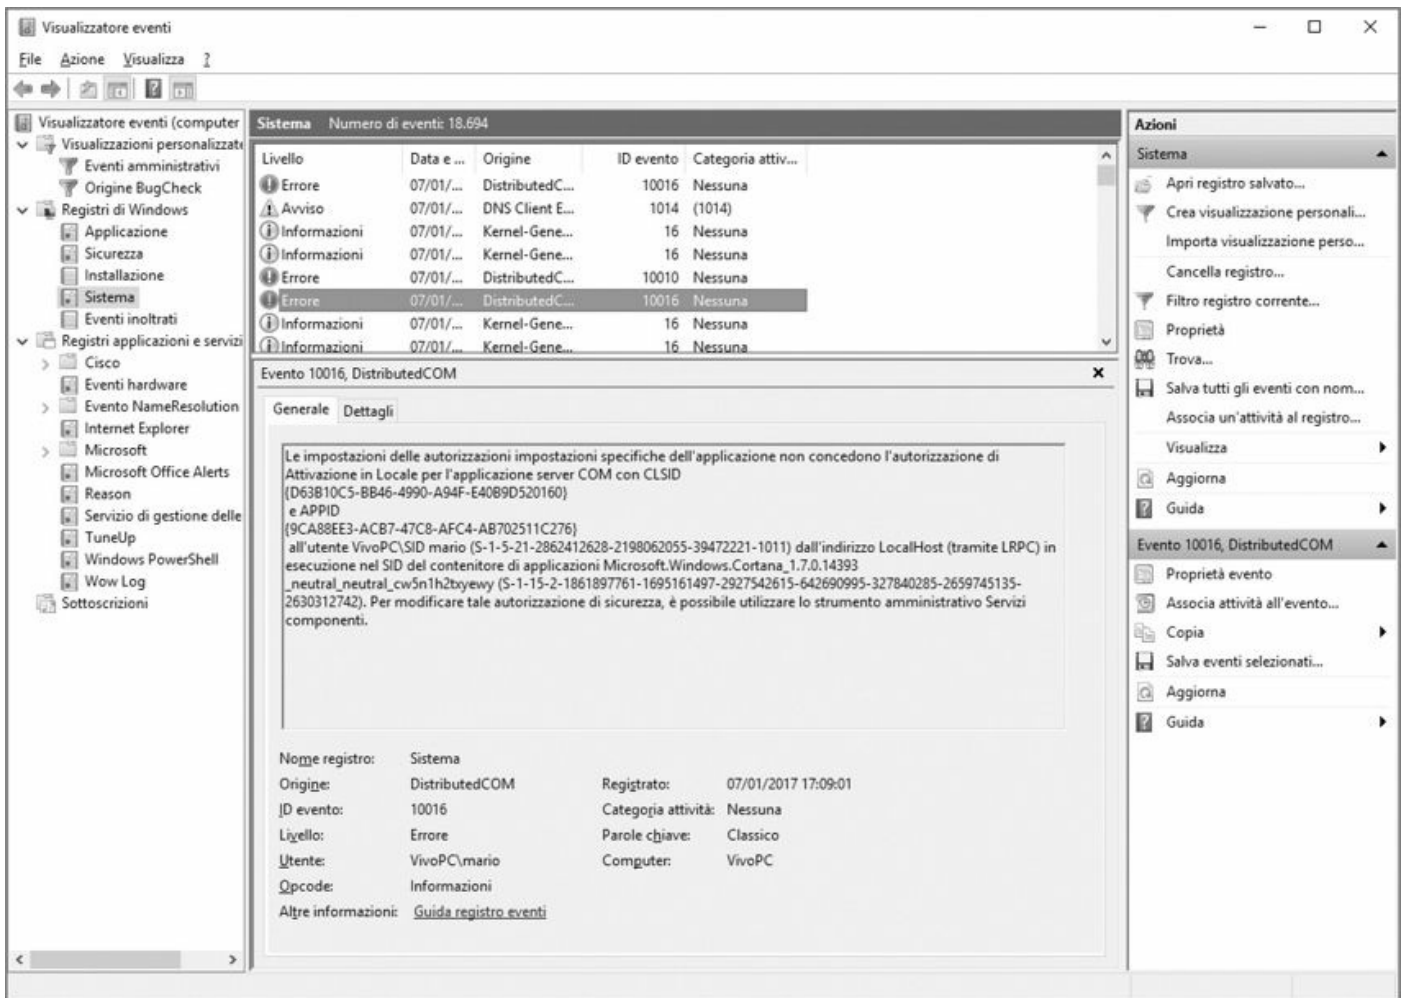 Visualizzatore eventi
File Azione Visualizza ?
Visualizzatore eventi (computer
Visualizzazioni personalizzate
Eventi amministrativi
Origine BugCheck
Registri di Windows
Applicazione
Sicurezza
Installazione
Sistema
Eventi inoltrati
Registri applicazioni e servizi
Cisco
Eventi hardware
Evento NameResolution
Internet Explorer
Microsoft
Microsoft Office Alerts
Reason
Servizio di gestione delle
TuneUp
Windows PowerShell
Wow Log
Sottoscrizioni
Sistema Numero di eventi: 18.694
Livello Data e ... Origine ID evento Categoria attiv...
Errore 07/01/... DistributedC... 10016 Nessuna
Avviso 07/01/... DNS Client E... 1014 (1014)
Informazioni 07/01/... Kernel-Gene... 16 Nessuna
Informazioni 07/01/... Kernel-Gene... 16 Nessuna
Errore 07/01/... DistributedC... 10010 Nessuna
Errore 07/01/... DistributedC... 10016 Nessuna
Informazioni 07/01/... Kernel-Gene... 16 Nessuna
Informazioni 07/01/... Kernel-Gene... 16 Nessuna
Evento 10016, DistributedCOM
Generale Dettagli
Le impostazioni delle autorizzazioni impostazioni specifiche dell'applicazione non concedono l'autorizzazione di
Attivazione in Locale per l'applicazione server COM con CLSID
{D63B10C5-BB46-4990-A94F-E40B9D520160}
e APPID
{9CA88EE3-ACB7-47C8-AFC4-AB702511C276}
all'utente VivoPC\SID mario (S-1-5-21-2862412628-2198062055-39472221-1011) dall'indirizzo LocalHost (tramite LRPC) in
esecuzione nel SID del contenitore di applicazioni Microsoft.Windows.Cortana_1.7.0.14393
_neutral_neutral_cw5n1h2txyewy (S-1-15-2-1861897761-1695161497-2927542615-642690995-327840285-2659745135-
2630312742). Per modificare tale autorizzazione di sicurezza, è possibile utilizzare lo strumento amministrativo Servizi
componenti.
Nome registro: Sistema
Origine: DistributedCOM Registrato: 07/01/2017 17:09:01
ID evento: 10016 Categoria attività: Nessuna
Livello: Errore Parole chiave: Classico
Utente: VivoPC\mario Computer: VivoPC
Opcode: Informazioni
Altre informazioni: Guida registro eventi
Azioni
Sistema
Apri registro salvato...
Crea visualizzazione personali...
Importa visualizzazione perso...
Cancella registro...
Filtro registro corrente...
Proprietà
Trova...
Salva tutti gli eventi con nom...
Associa un'attività al registro...
Visualizza
Aggiorna
Guida
Evento 10016, DistributedCOM
Proprietà evento
Associa attività all'evento...
Copia
Salva eventi selezionati...
Aggiorna
Guida